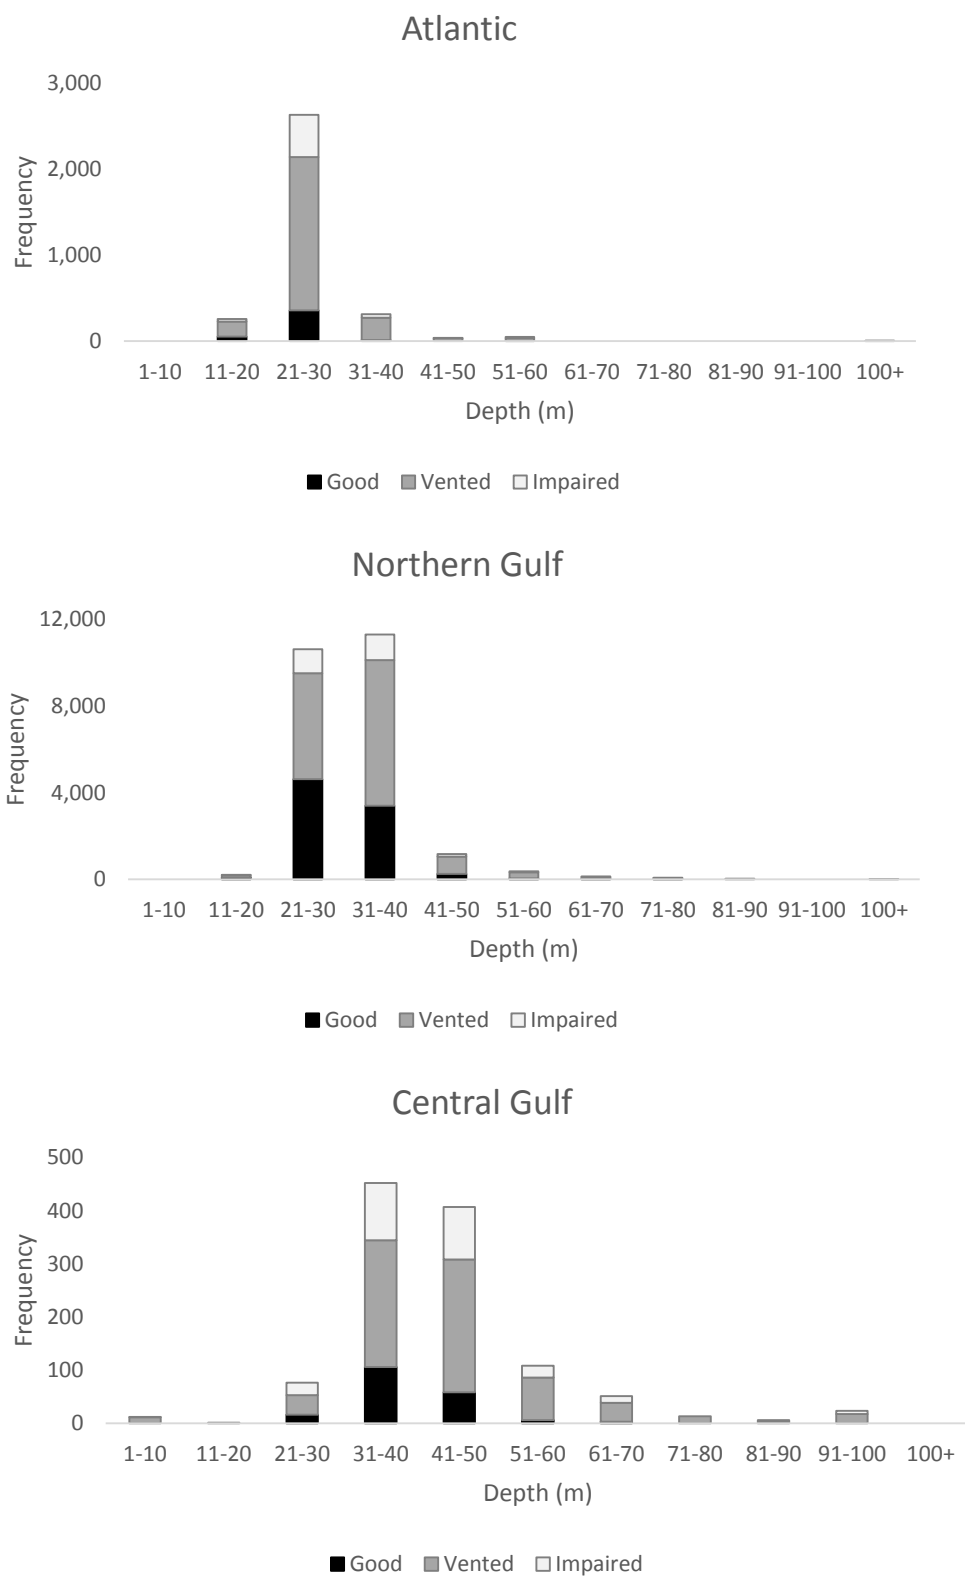 Atlantic
3,000
2,000
1,000
0
Frequency
1-10 11-20 21-30 31-40 41-50 51-60 61-70 71-80 81-90 91-100 100+
Depth (m)
Good Vented Impaired
Northern Gulf
12,000
8,000
4,000
0
Frequency
1-10 11-20 21-30 31-40 41-50 51-60 61-70 71-80 81-90 91-100 100+
Depth (m)
Good Vented Impaired
Central Gulf
500
400
300
200
100
0
Frequency
1-10 11-20 21-30 31-40 41-50 51-60 61-70 71-80 81-90 91-100 100+
Depth (m)
Good Vented Impaired